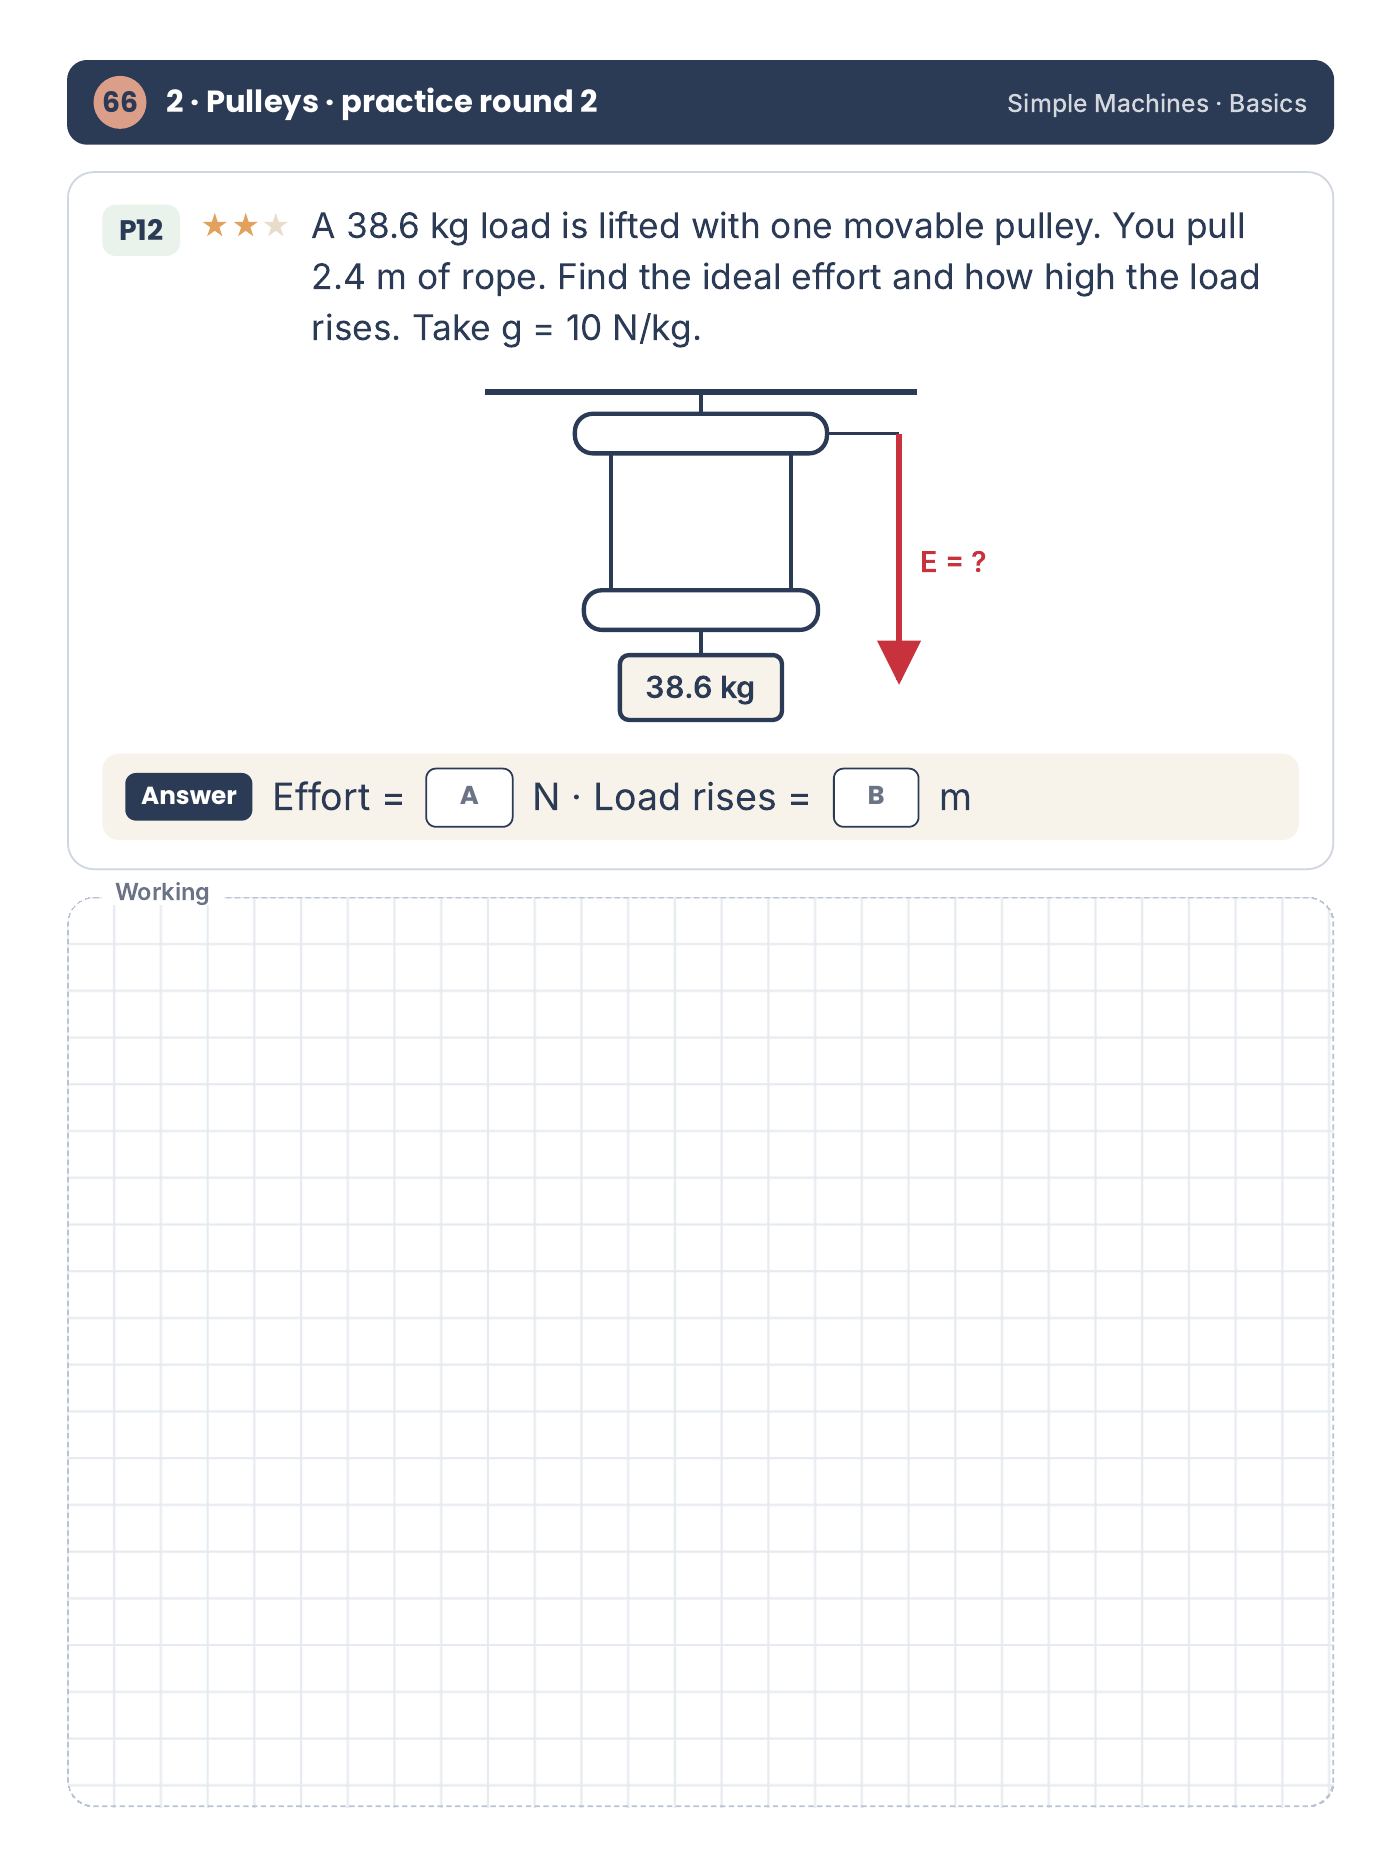 66 2 · Pulleys · practice round 2 Simple Machines · Basics
P12 ★★★ A 38.6 kg load is lifted with one movable pulley. You pull
2.4 m of rope. Find the ideal effort and how high the load
rises. Take g = 10 N/kg.
E = ?
38.6 kg
Answer Effort = A N · Load rises = B m
Working